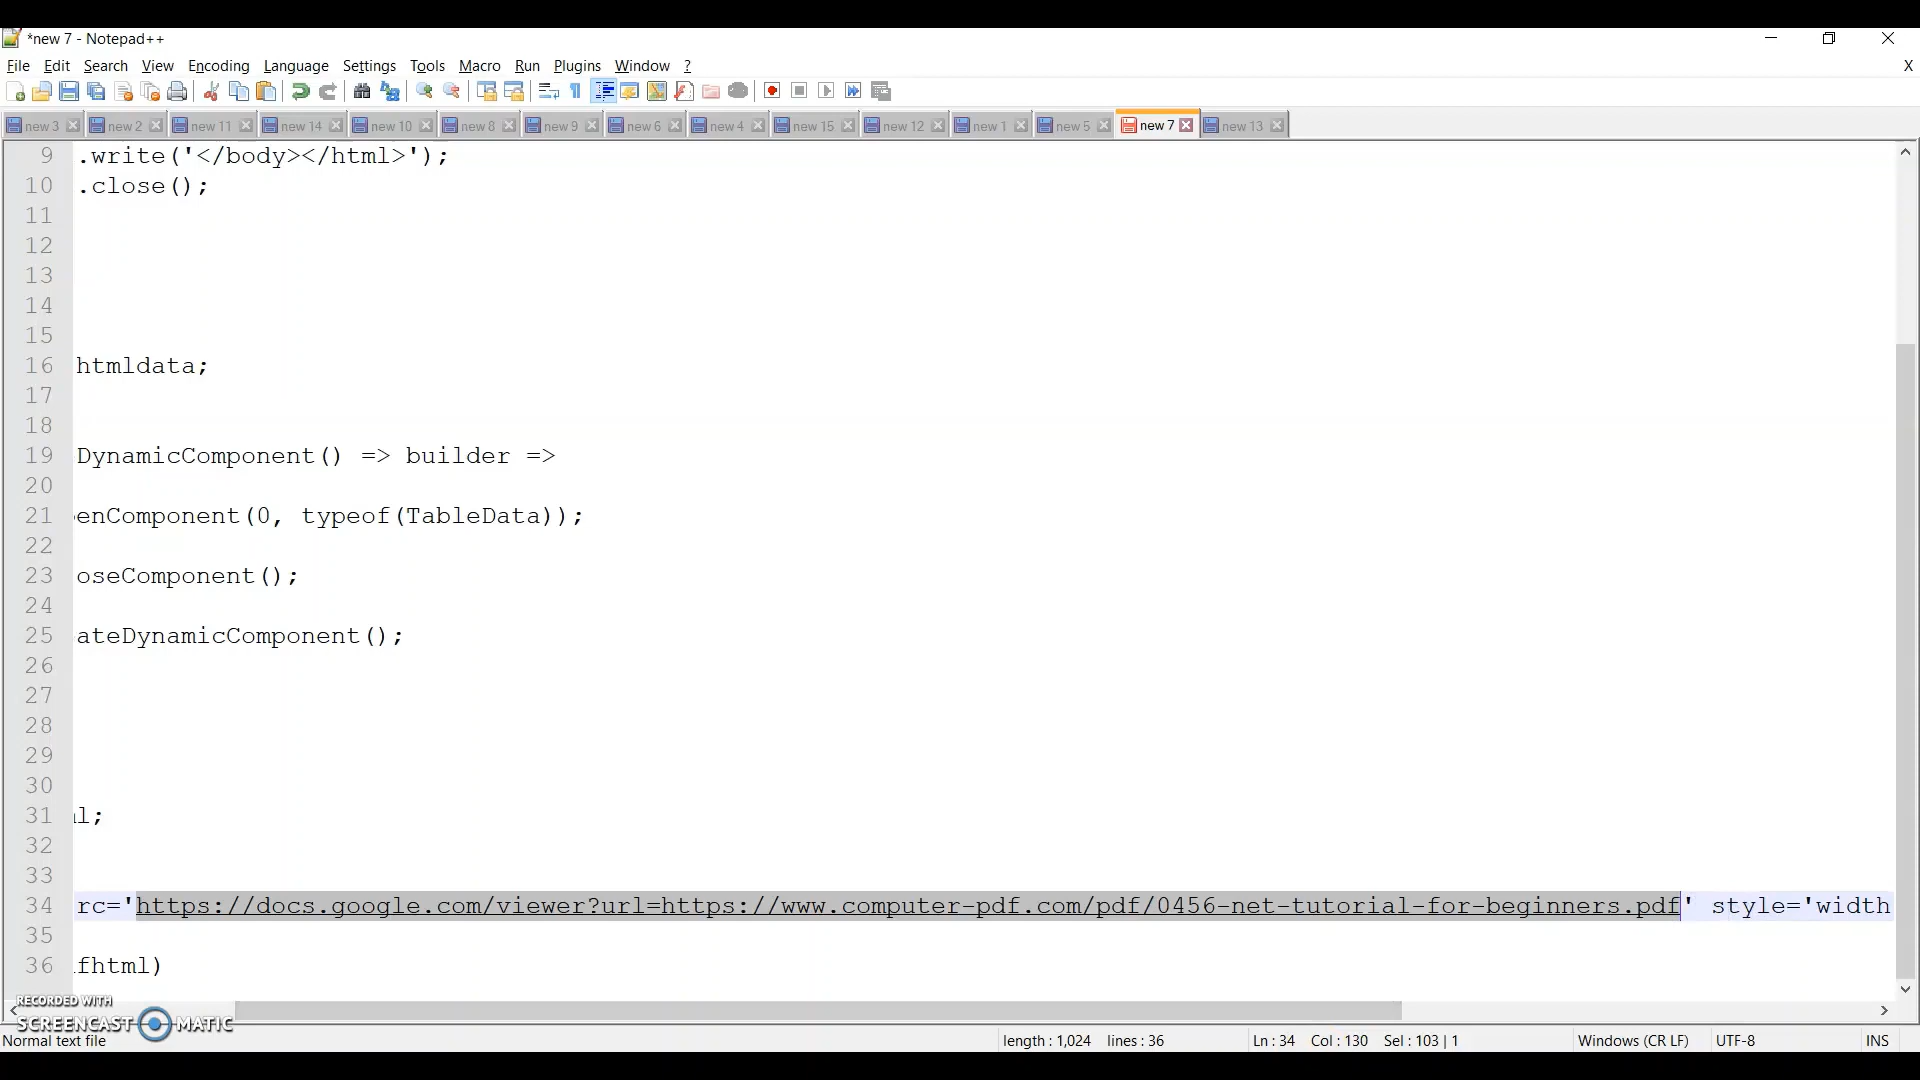 *new 7 - Notepad++
File Edit Search View Encoding Language Settings Tools Macro Run Plugins Window ? X
new 3 new 2 new 11 new 14 new 10 new 8 new 9 new 6 new 4 new 15 new 12 new 1 new 5 new 7 new 13
9 .write('</body></html>');
10 .close();
11
12
13
14
15
16 htmldata;
17
18
19 DynamicComponent() => builder =>
20
21 enComponent(0, typeof(TableData));
22
23 oseComponent();
24
25 ateDynamicComponent();
26
27
28
29
30
31 l;
32
33
34 rc='https://docs.google.com/viewer?url=https://www.computer-pdf.com/pdf/0456-net-tutorial-for-beginners.pdf' style='width
35
36 fhtml)
RECORDED WITH
SCREENCAST MATIC
Normal text file length : 1,024 lines : 36 Ln : 34 Col : 130 Sel : 103 | 1 Windows (CR LF) UTF-8 INS